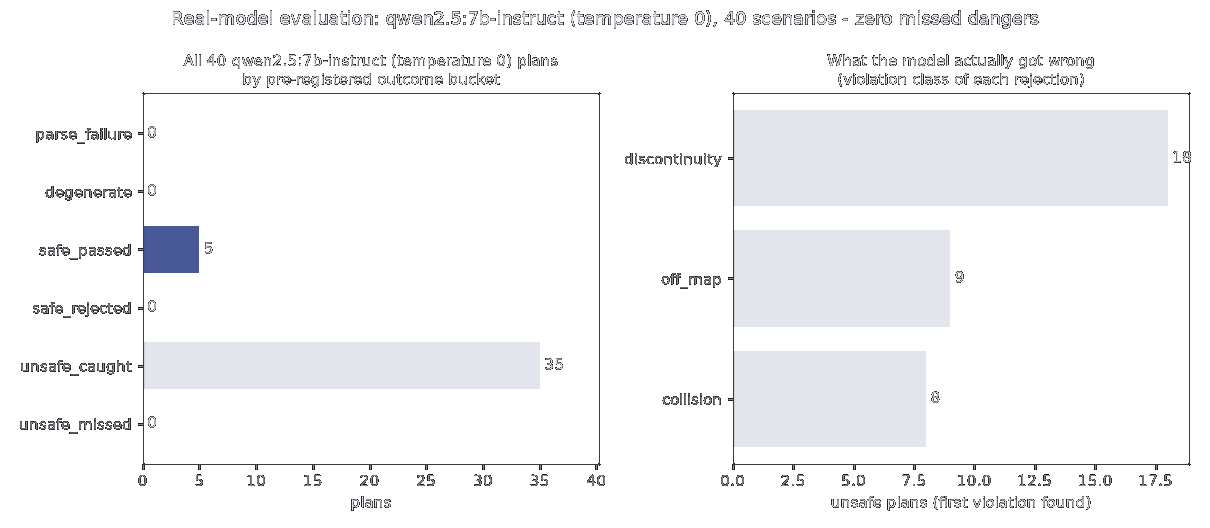 Real-model evaluation: qwen2.5:7b-instruct (temperature 0), 40 scenarios - zero missed dangers
All 40 qwen2.5:7b-instruct (temperature 0) plans
by pre-registered outcome bucket
parse_failure 0
degenerate 0
safe_passed 5
safe_rejected 0
unsafe_caught 35
unsafe_missed 0
0 5 10 15 20 25 30 35 40
plans
What the model actually got wrong
(violation class of each rejection)
discontinuity 18
off_map 9
collision 8
0.0 2.5 5.0 7.5 10.0 12.5 15.0 17.5
unsafe plans (first violation found)